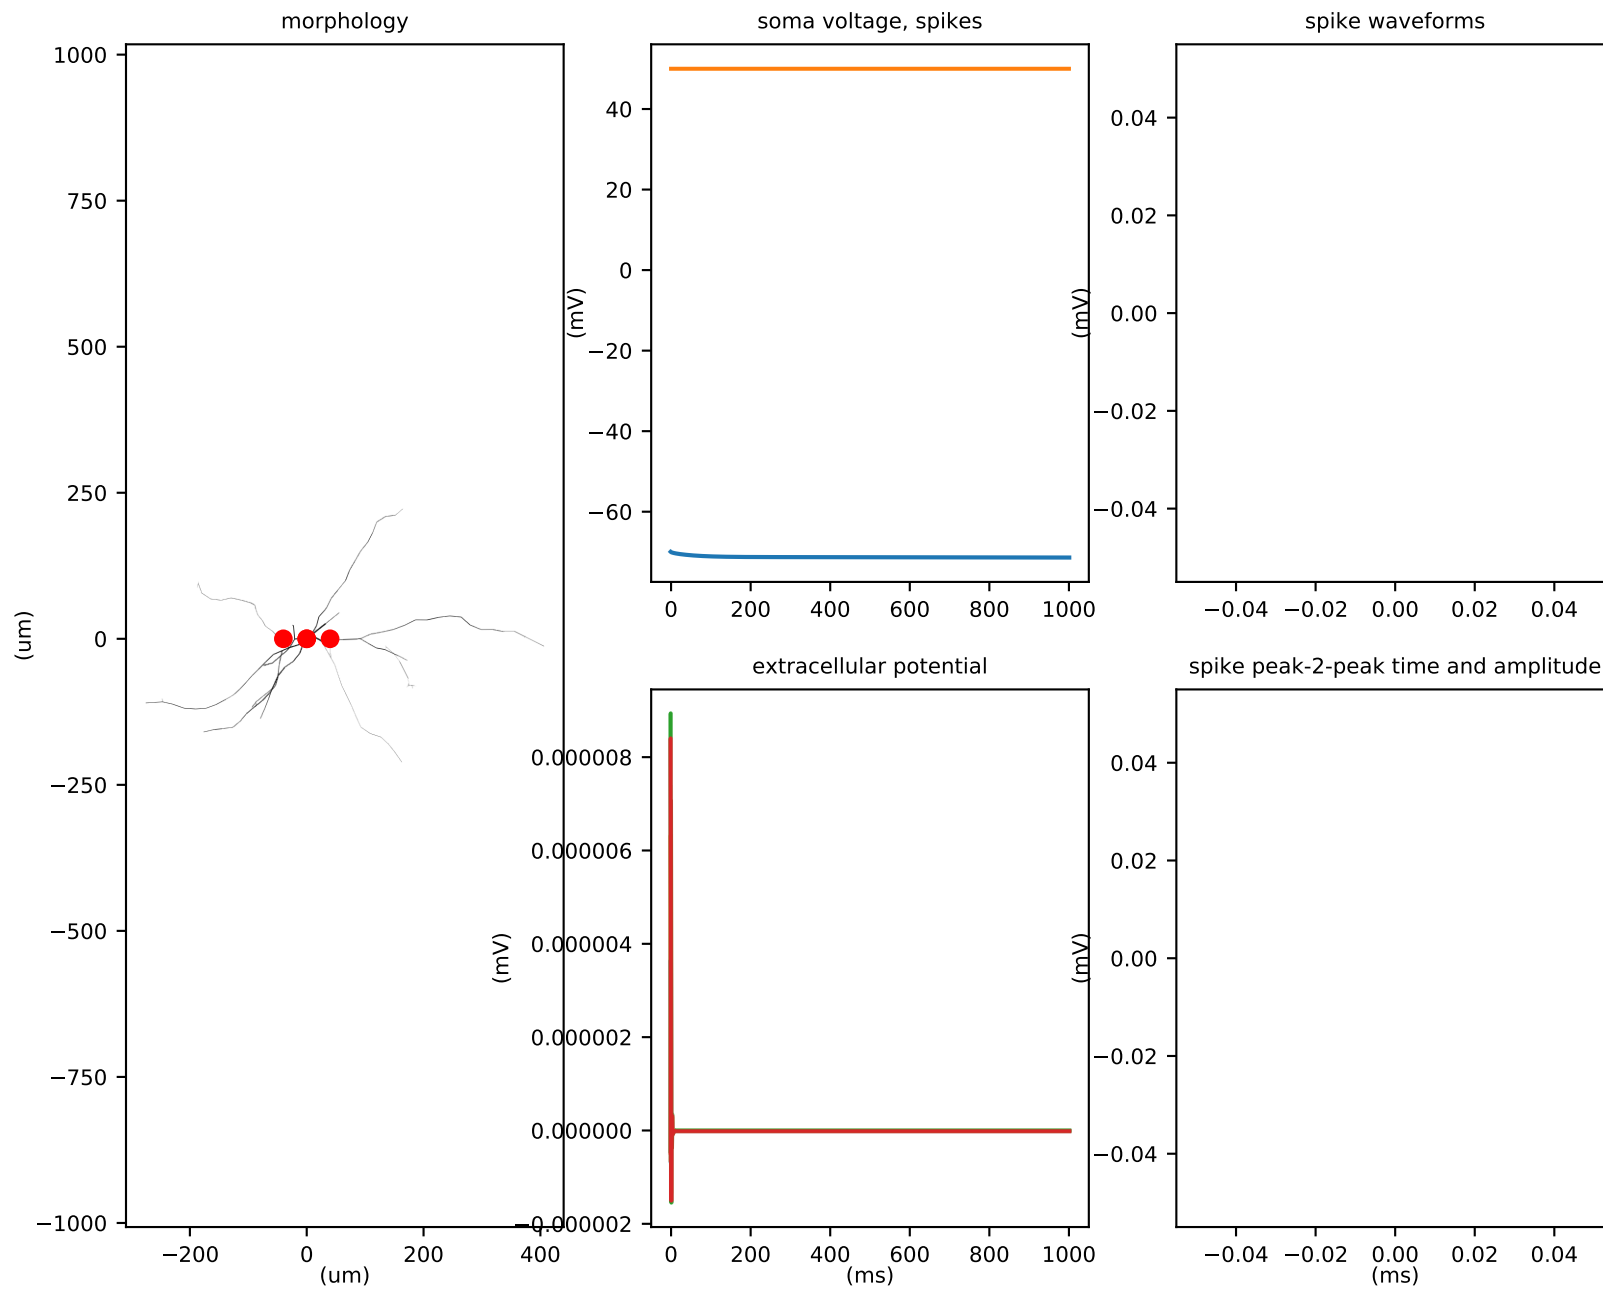 morphology
1000
750
500
250
0
−250
−500
−750
−1000
(um)
−200 0 200 400
(um)
soma voltage, spikes
40
20
0
−20
−40
−60
(mV)
0 200 400 600 800 1000
spike waveforms
0.04
0.02
0.00
−0.02
−0.04
(mV)
−0.04 −0.02 0.00 0.02 0.04
extracellular potential
0.000008
0.000006
0.000004
0.000002
0.000000
−0.000002
(mV)
0 200 400 600 800 1000
(ms)
spike peak-2-peak time and amplitude
0.04
0.02
0.00
−0.02
−0.04
(mV)
−0.04 −0.02 0.00 0.02 0.04
(ms)